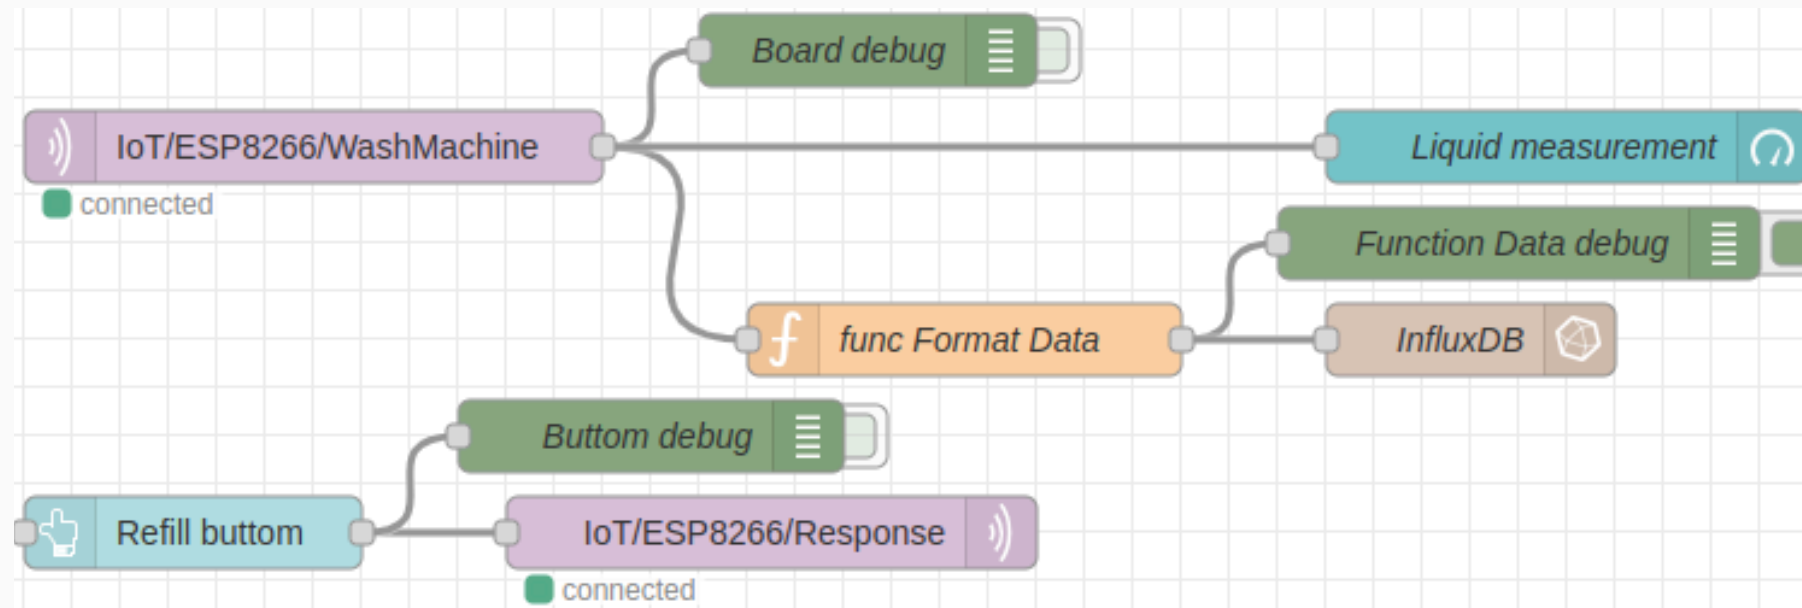 Board debug
IoT/ESP8266/WashMachine
Liquid measurement
connected
Function Data debug
func Format Data
InfluxDB
Buttom debug
Refill buttom
IoT/ESP8266/Response
connected